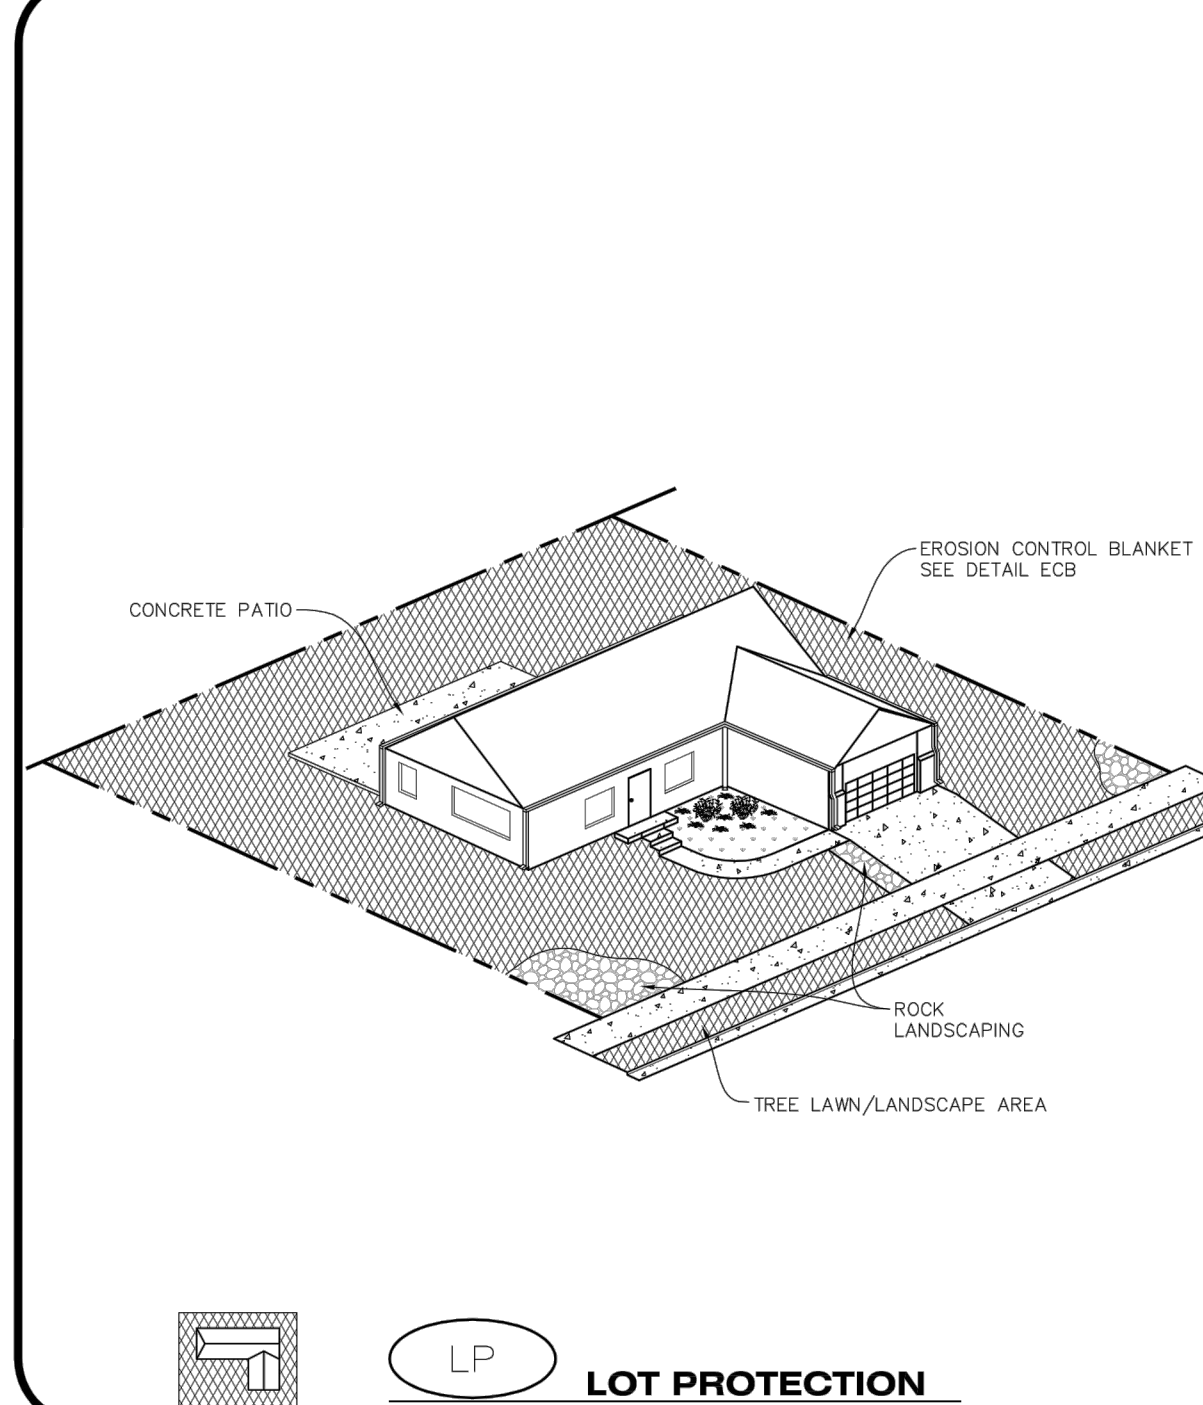 EROSION CONTROL BLANKET
SEE DETAIL ECB
CONCRETE PATIO
ROCK
LANDSCAPING
TREE LAWN/LANDSCAPE AREA
LP
LOT PROTECTION